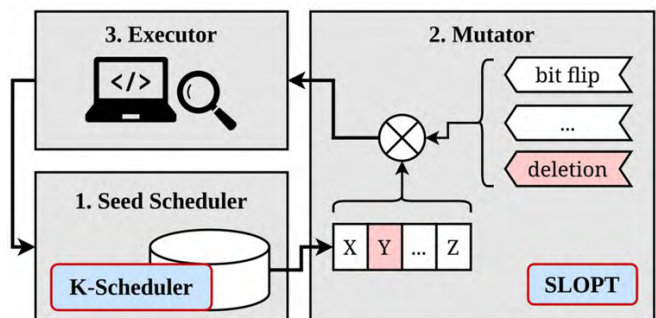 3. Executor
</>
2. Mutator
bit flip
...
deletion
1. Seed Scheduler
K-Scheduler
X Y ... Z
SLOPT